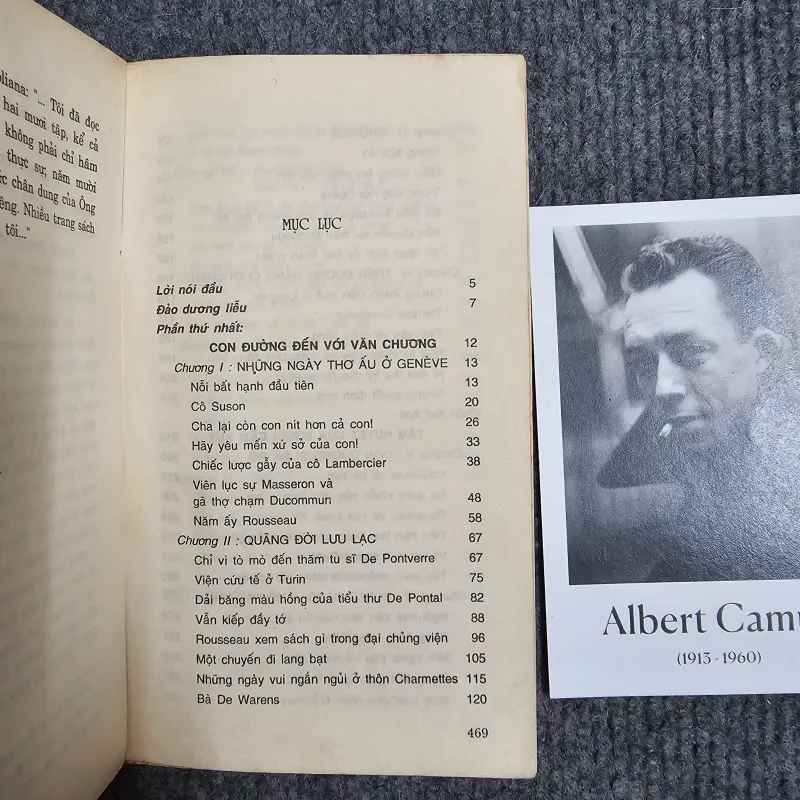 oliana: "... Tôi đã đọc
hai mươi tập, kể cả
không phải chỉ hâm
thực sự, năm mười
ức chân dung của Ông
iêng. Nhiều trang sách
tôi..."
MỤC LỤC
Lời nói đầu 5
Đảo dương liễu 7
Phần thứ nhất:
CON ĐƯỜNG ĐẾN VỚI VĂN CHƯƠNG 12
Chương I : NHỮNG NGÀY THƠ ẤU Ở GENÈVE 13
Nỗi bất hạnh đầu tiên 13
Cô Suson 20
Cha lại còn con nít hơn cả con! 26
Hãy yêu mến xứ sở của con! 33
Chiếc lược gẫy của cô Lambercier 38
Viên lục sự Masseron và
gã thợ chạm Ducommun 48
Năm ấy Rousseau 58
Chương II : QUÃNG ĐỜI LƯU LẠC 67
Chỉ vì tò mò đến thăm tu sĩ De Pontverre 67
Viện cứu tế ở Turin 75
Dải băng màu hồng của tiểu thư De Pontal 82
Vẫn kiếp đầy tớ 88
Rousseau xem sách gì trong đại chủng viện 96
Một chuyến đi lang bạt 105
Những ngày vui ngắn ngủi ở thôn Charmettes 115
Bà De Warens 120
469
Albert Camu
(1913 - 1960)